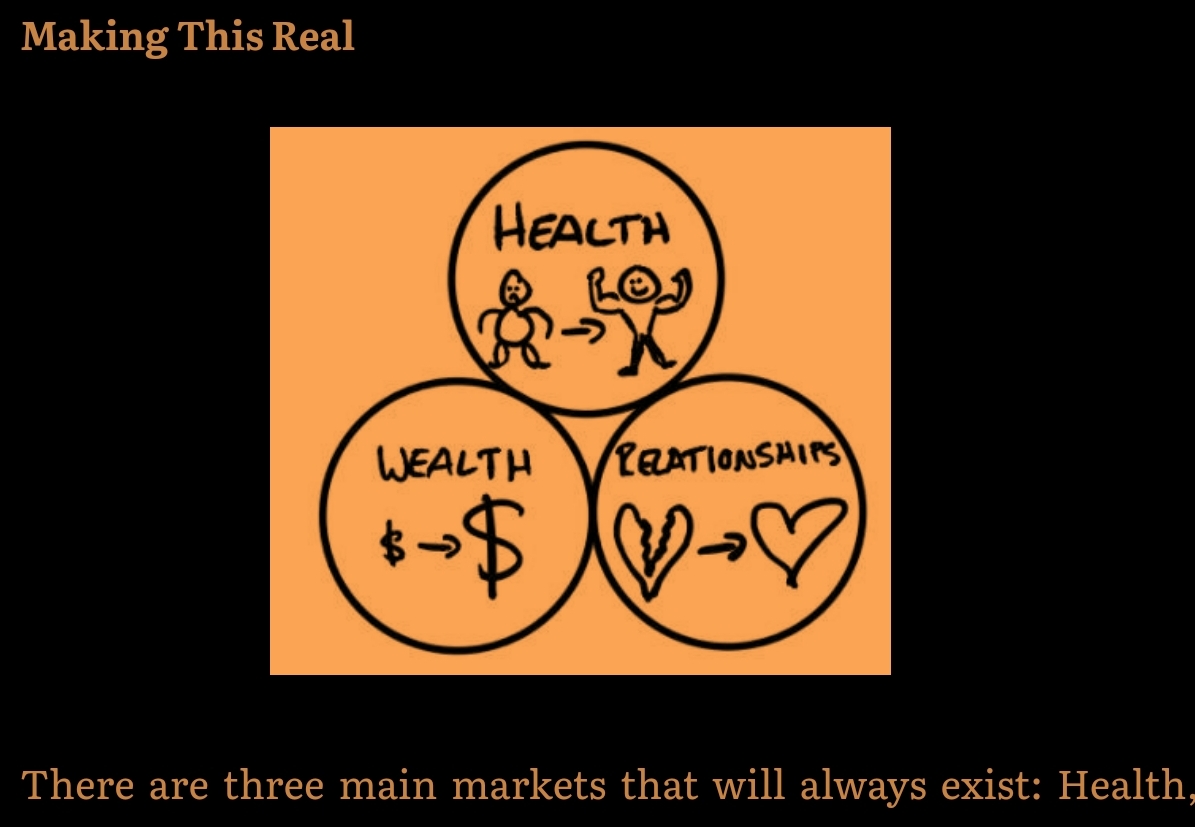 Making This Real
HEALTH
WEALTH
$ → $
RELATIONSHIPS
There are three main markets that will always exist: Health,